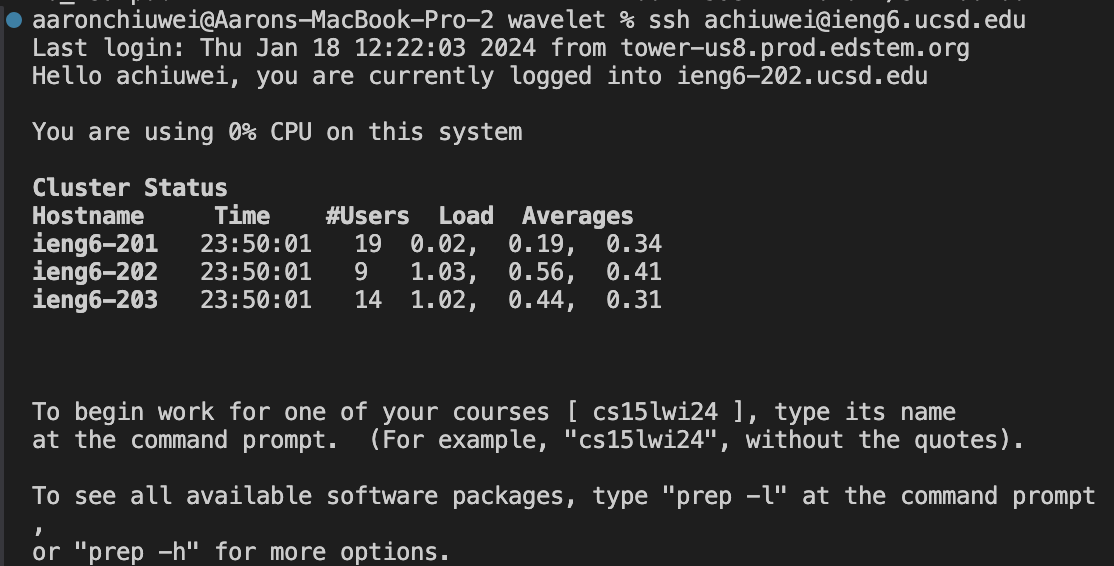 aaronchiuwei@Aarons-MacBook-Pro-2 wavelet % ssh achiuwei@ieng6.ucsd.edu
Last login: Thu Jan 18 12:22:03 2024 from tower-us8.prod.edstem.org
Hello achiuwei, you are currently logged into ieng6-202.ucsd.edu

You are using 0% CPU on this system

Cluster Status
Hostname     Time    #Users  Load  Averages
ieng6-201   23:50:01   19  0.02,  0.19,  0.34
ieng6-202   23:50:01   9   1.03,  0.56,  0.41
ieng6-203   23:50:01   14  1.02,  0.44,  0.31

To begin work for one of your courses [ cs15lwi24 ], type its name
at the command prompt.  (For example, "cs15lwi24", without the quotes).

To see all available software packages, type "prep -l" at the command prompt
,
or "prep -h" for more options.